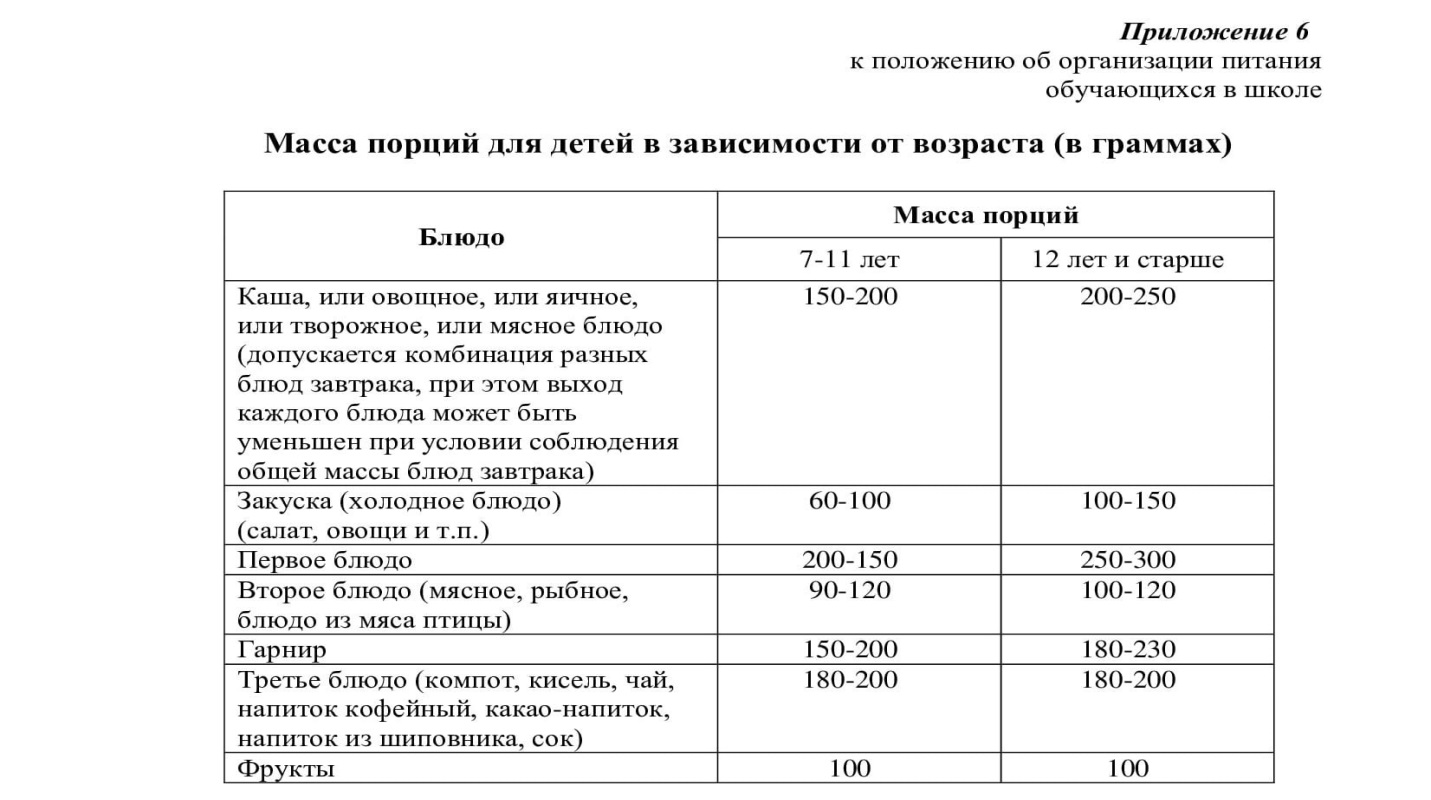 Приложение 6
к положению об организации питания
обучающихся в школе
Масса порций для детей в зависимости от возраста (в граммах)
Блюдо
Масса порций
7-11 лет
12 лет и старше
Каша, или овощное, или яичное,
или творожное, или мясное блюдо
(допускается комбинация разных
блюд завтрака, при этом выход
каждого блюда может быть
уменьшен при условии соблюдения
общей массы блюд завтрака)
150-200
200-250
Закуска (холодное блюдо)
(салат, овощи и т.п.)
60-100
100-150
Первое блюдо
200-150
250-300
Второе блюдо (мясное, рыбное,
блюдо из мяса птицы)
90-120
100-120
Гарнир
150-200
180-230
Третье блюдо (компот, кисель, чай,
напиток кофейный, какао-напиток,
напиток из шиповника, сок)
180-200
180-200
Фрукты
100
100